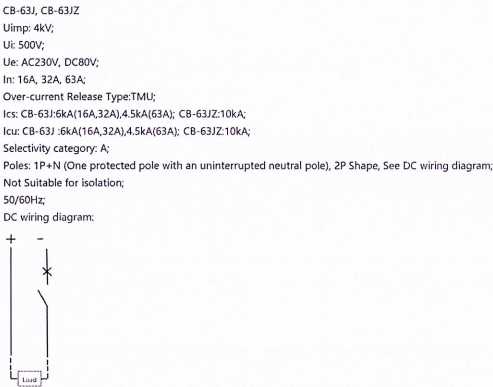 CB-63J, CB-63JZ
Uimp: 4kV;
Ui: 500V;
Ue: AC230V, DC80V;
In: 16A, 32A, 63A;
Over-current Release Type:TMU;
Ics: CB-63J:6kA(16A,32A),4.5kA(63A); CB-63JZ:10kA;
Icu: CB-63J :6kA(16A,32A),4.5kA(63A); CB-63JZ:10kA;
Selectivity category: A;
Poles: 1P+N (One protected pole with an uninterrupted neutral pole), 2P Shape, See DC wiring diagram;
Not Suitable for isolation;
50/60Hz;
DC wiring diagram:
+ -
Load